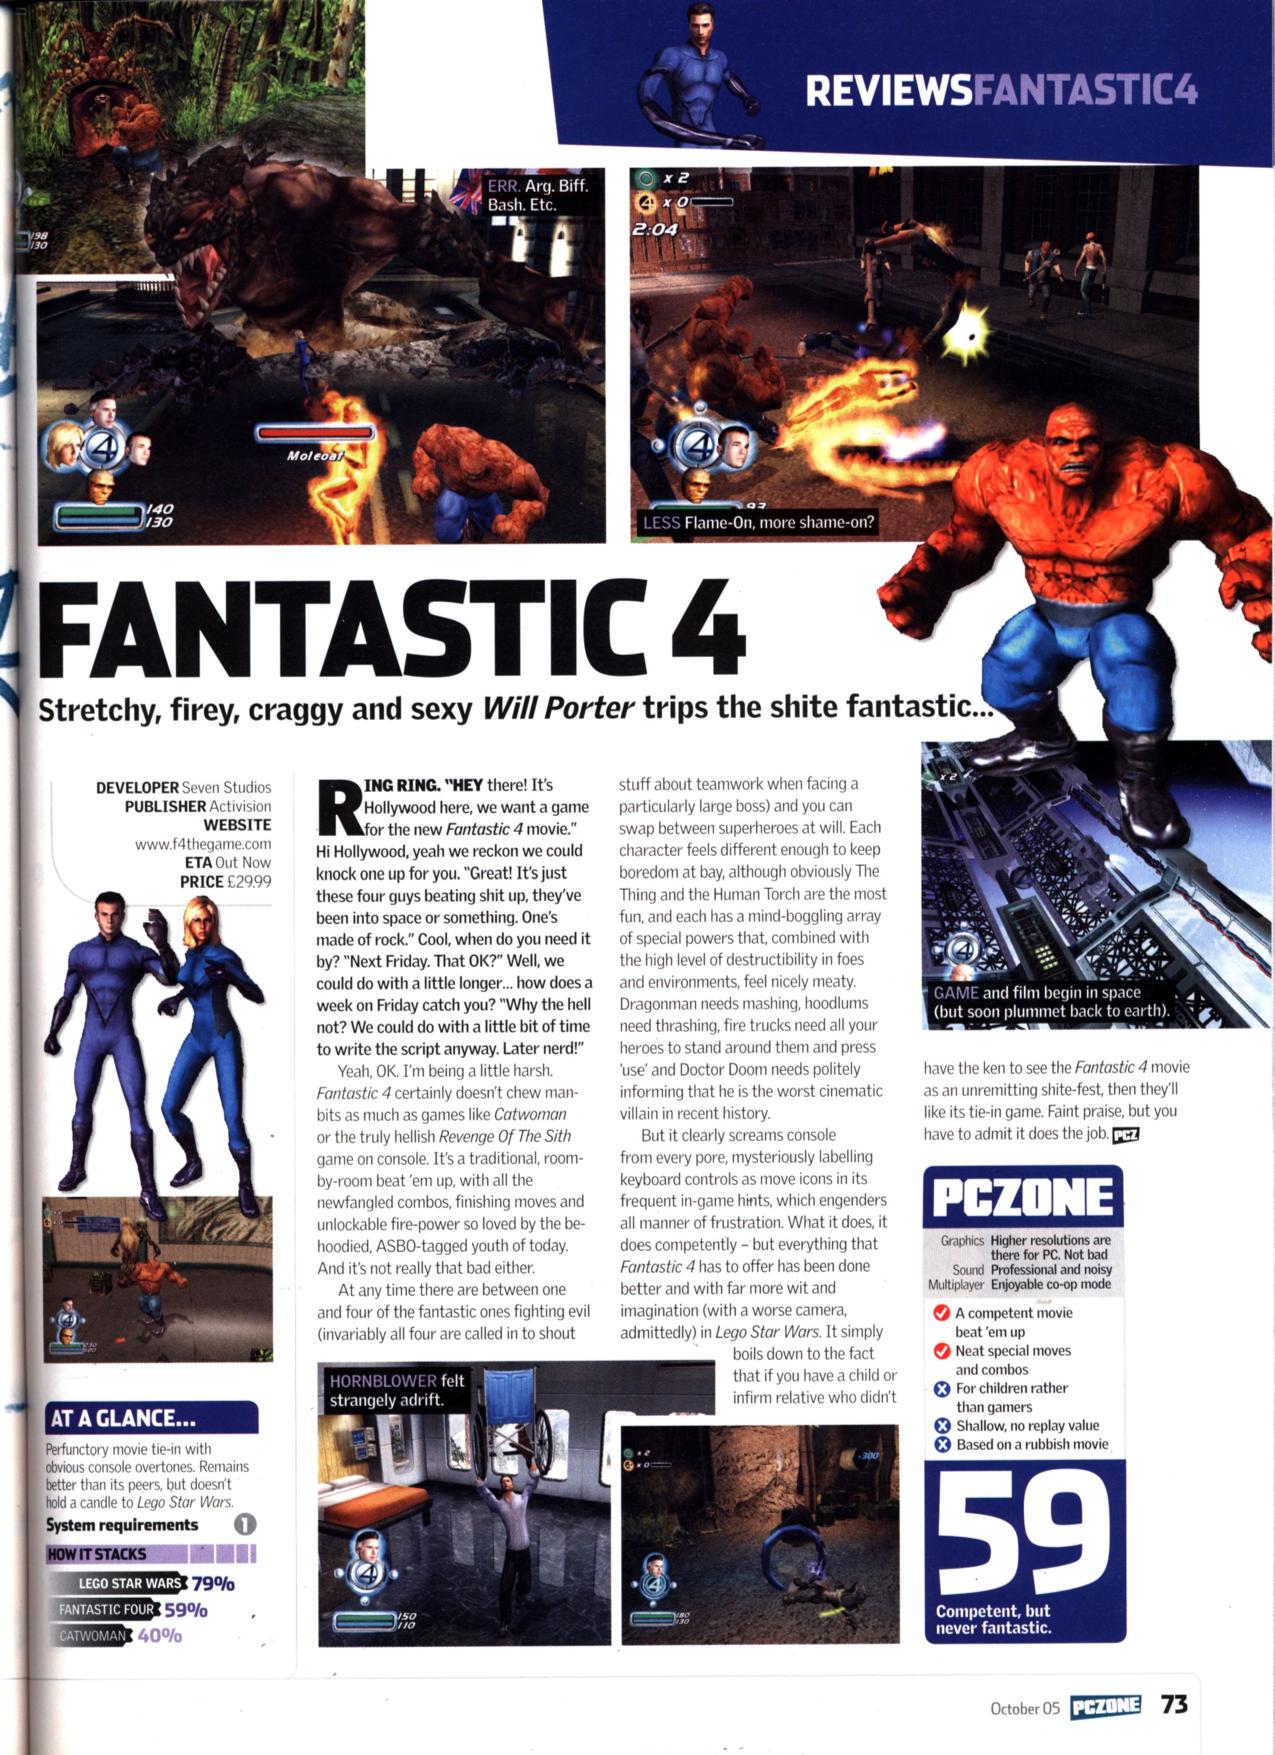 REVIEWSFANTASTIC4
198
130
ERR. Arg. Biff.
Bash. Etc.
4
Moleoaf
140
130
x 2
4 x 0
2:04
4
93
LESS Flame-On, more shame-on?
FANTASTIC 4
Stretchy, firey, craggy and sexy Will Porter trips the shite fantastic...
DEVELOPER Seven Studios
PUBLISHER Activision
WEBSITE
www.f4thegame.com
ETA Out Now
PRICE £29.99
AT A GLANCE...
Perfunctory movie tie-in with
obvious console overtones. Remains
better than its peers, but doesn't
hold a candle to Lego Star Wars.
System requirements 1
HOW IT STACKS
LEGO STAR WARS 79%
FANTASTIC FOUR 59%
CATWOMAN 40%
RING RING. "HEY there! It's
Hollywood here, we want a game
for the new Fantastic 4 movie."
Hi Hollywood, yeah we reckon we could
knock one up for you. "Great! It's just
these four guys beating shit up, they've
been into space or something. One's
made of rock." Cool, when do you need it
by? "Next Friday. That OK?" Well, we
could do with a little longer... how does a
week on Friday catch you? "Why the hell
not? We could do with a little bit of time
to write the script anyway. Later nerd!"
Yeah, OK. I'm being a little harsh.
Fantastic 4 certainly doesn't chew man-
bits as much as games like Catwoman
or the truly hellish Revenge Of The Sith
game on console. It's a traditional, room-
by-room beat 'em up, with all the
newfangled combos, finishing moves and
unlockable fire-power so loved by the be-
hoodied, ASBO-tagged youth of today.
And it's not really that bad either.
At any time there are between one
and four of the fantastic ones fighting evil
(invariably all four are called in to shout
HORNBLOWER felt
strangely adrift.
4
150
110
stuff about teamwork when facing a
particularly large boss) and you can
swap between superheroes at will. Each
character feels different enough to keep
boredom at bay, although obviously The
Thing and the Human Torch are the most
fun, and each has a mind-boggling array
of special powers that, combined with
the high level of destructibility in foes
and environments, feel nicely meaty.
Dragonman needs mashing, hoodlums
need thrashing, fire trucks need all your
heroes to stand around them and press
'use' and Doctor Doom needs politely
informing that he is the worst cinematic
villain in recent history.
But it clearly screams console
from every pore, mysteriously labelling
keyboard controls as move icons in its
frequent in-game hints, which engenders
all manner of frustration. What it does, it
does competently – but everything that
Fantastic 4 has to offer has been done
better and with far more wit and
imagination (with a worse camera,
admittedly) in Lego Star Wars. It simply
boils down to the fact
that if you have a child or
infirm relative who didn't
x 2
x 0
300
4
180
130
x 2
4
GAME and film begin in space
(but soon plummet back to earth).
have the ken to see the Fantastic 4 movie
as an unremitting shite-fest, then they'll
like its tie-in game. Faint praise, but you
have to admit it does the job. PCZ
PCZONE
Graphics Higher resolutions are
there for PC. Not bad
Sound Professional and noisy
Multiplayer Enjoyable co-op mode
A competent movie
beat 'em up
Neat special moves
and combos
For children rather
than gamers
Shallow, no replay value
Based on a rubbish movie
59
Competent, but
never fantastic.
October 05 PCZONE 73